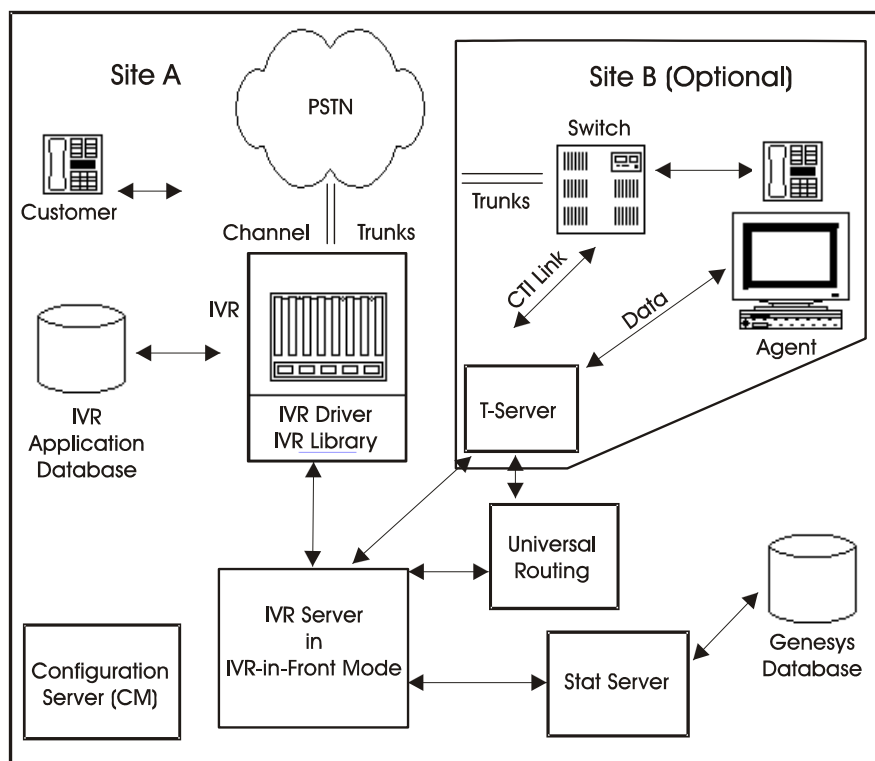 Site A
PSTN
Site B (Optional)
Switch
Customer
Trunks
Channel
Trunks
CTI Link
Data
IVR
Agent
IVR
Application
Database
IVR Driver
IVR Library
T-Server
Universal
Routing
IVR Server
in
IVR-in-Front Mode
Configuration
Server (CM)
Stat Server
Genesys
Database